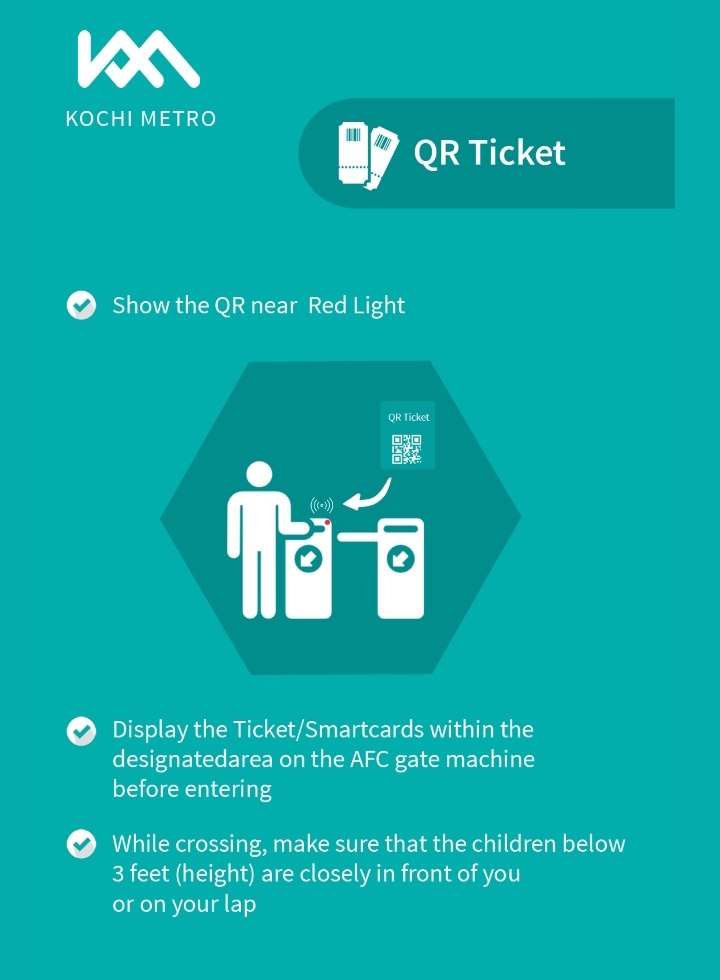 KOCHI METRO
QR Ticket
Show the QR near  Red Light
QR Ticket
Display the Ticket/Smartcards within the
designatedarea on the AFC gate machine
before entering
While crossing, make sure that the children below
3 feet (height) are closely in front of you
or on your lap